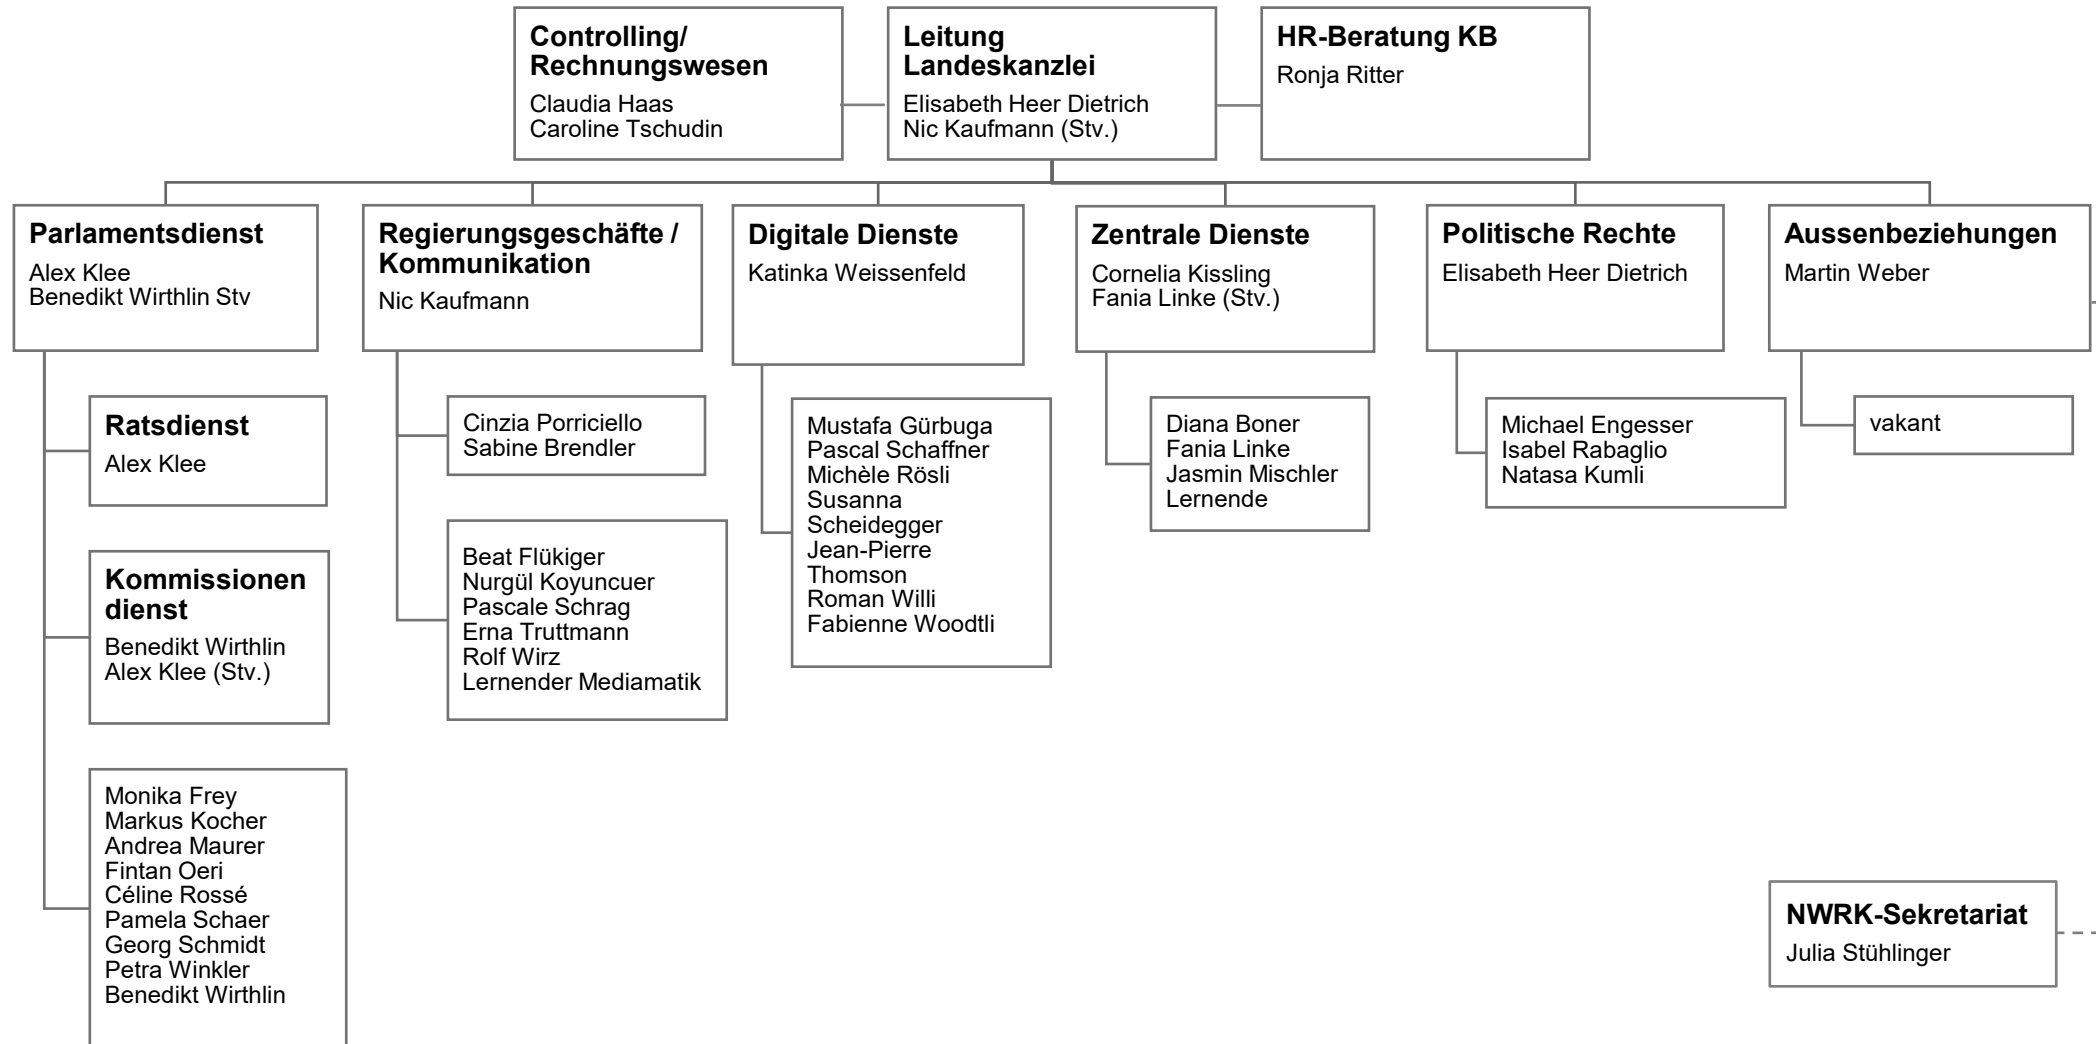 Controlling/
Rechnungswesen
Claudia Haas
Caroline Tschudin
Leitung
Landeskanzlei
Elisabeth Heer Dietrich
Nic Kaufmann (Stv.)
HR-Beratung KB
Ronja Ritter
Parlamentsdienst
Alex Klee
Benedikt Wirthlin Stv
Regierungsgeschäfte /
Kommunikation
Nic Kaufmann
Digitale Dienste
Katinka Weissenfeld
Zentrale Dienste
Cornelia Kissling
Fania Linke (Stv.)
Politische Rechte
Elisabeth Heer Dietrich
Aussenbeziehungen
Martin Weber
Ratsdienst
Alex Klee
Kommissionen
dienst
Benedikt Wirthlin
Alex Klee (Stv.)
Monika Frey
Markus Kocher
Andrea Maurer
Fintan Oeri
Céline Rossé
Pamela Schaer
Georg Schmidt
Petra Winkler
Benedikt Wirthlin
Cinzia Porriciello
Sabine Brendler
Beat Flükiger
Nurgül Koyuncuer
Pascale Schrag
Erna Truttmann
Rolf Wirz
Lernender Mediamatik
Mustafa Gürbuga
Pascal Schaffner
Michèle Rösli
Susanna
Scheidegger
Jean-Pierre
Thomson
Roman Willi
Fabienne Woodtli
Diana Boner
Fania Linke
Jasmin Mischler
Lernende
Michael Engesser
Isabel Rabaglio
Natasa Kumli
vakant
NWRK-Sekretariat
Julia Stühlinger